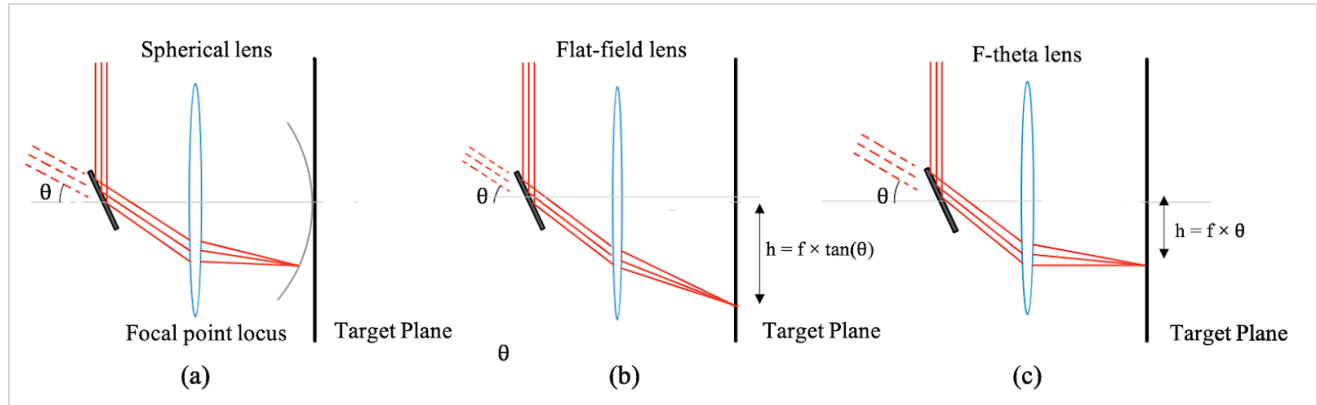 Spherical lens
θ
Focal point locus
Target Plane
(a)
Flat-field lens
θ
h = f × tan(θ)
Target Plane
θ
(b)
F-theta lens
θ
h = f × θ
Target Plane
(c)